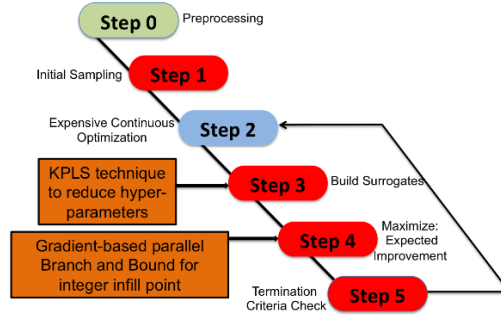 Step 0
Preprocessing
Initial Sampling
Step 1
Expensive Continuous
Optimization
Step 2
KPLS technique
to reduce hyper-
parameters
Step 3
Build Surrogates
Gradient-based parallel
Branch and Bound for
integer infill point
Step 4
Maximize:
Expected
Improvement
Termination
Criteria Check
Step 5